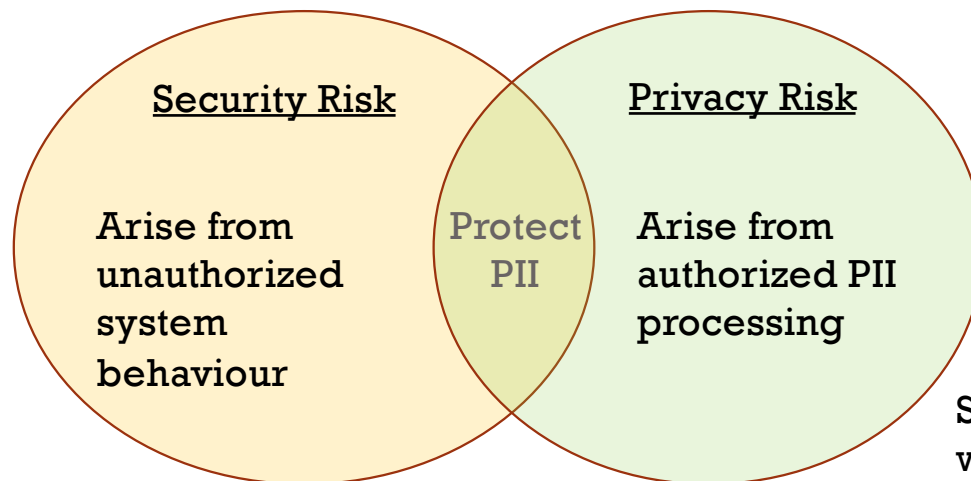 Security Risk
Arise from
unauthorized
system
behaviour
Protect
PII
Privacy Risk
Arise from
authorized PII
processing